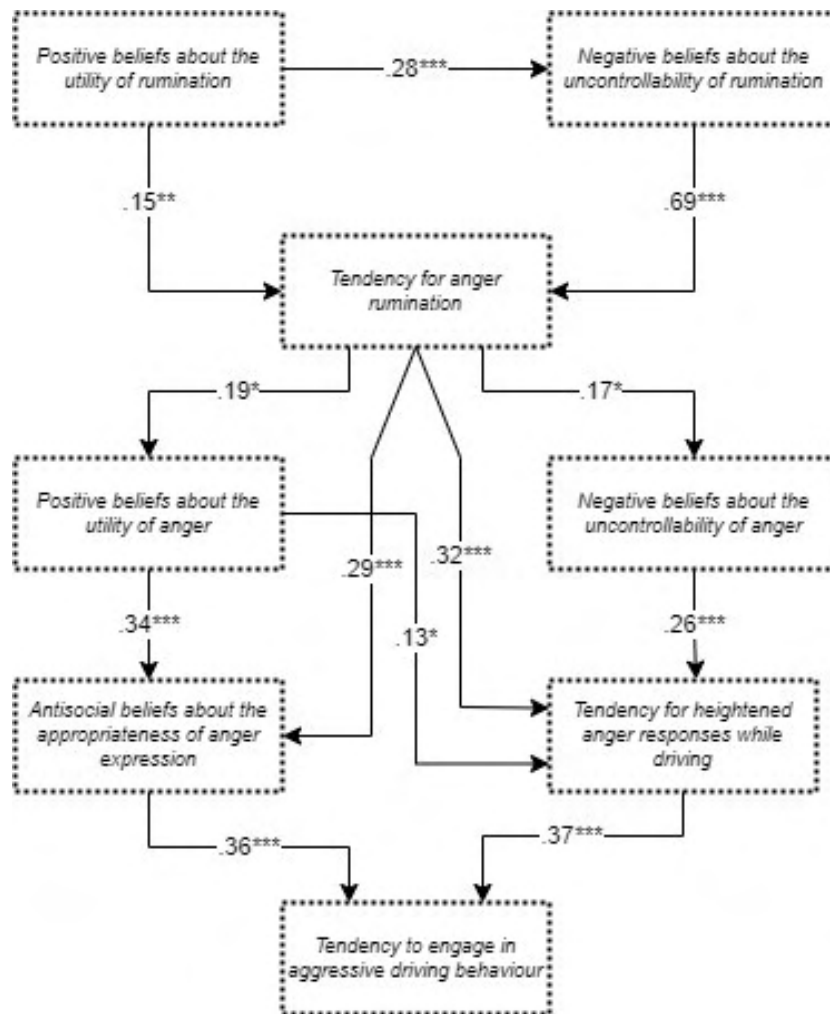 Positive beliefs about the
utility of rumination
.28***
Negative beliefs about the
uncontrollability of rumination
.15**
.69***
Tendency for anger
rumination
.19*
.17*
Positive beliefs about the
utility of anger
Negative beliefs about the
uncontrollability of anger
.29***
.32***
.34***
.13*
.26***
Antisocial beliefs about the
appropriateness of anger
expression
Tendency for heightened
anger responses while
driving
.36***
.37***
Tendency to engage in
aggressive driving behaviour